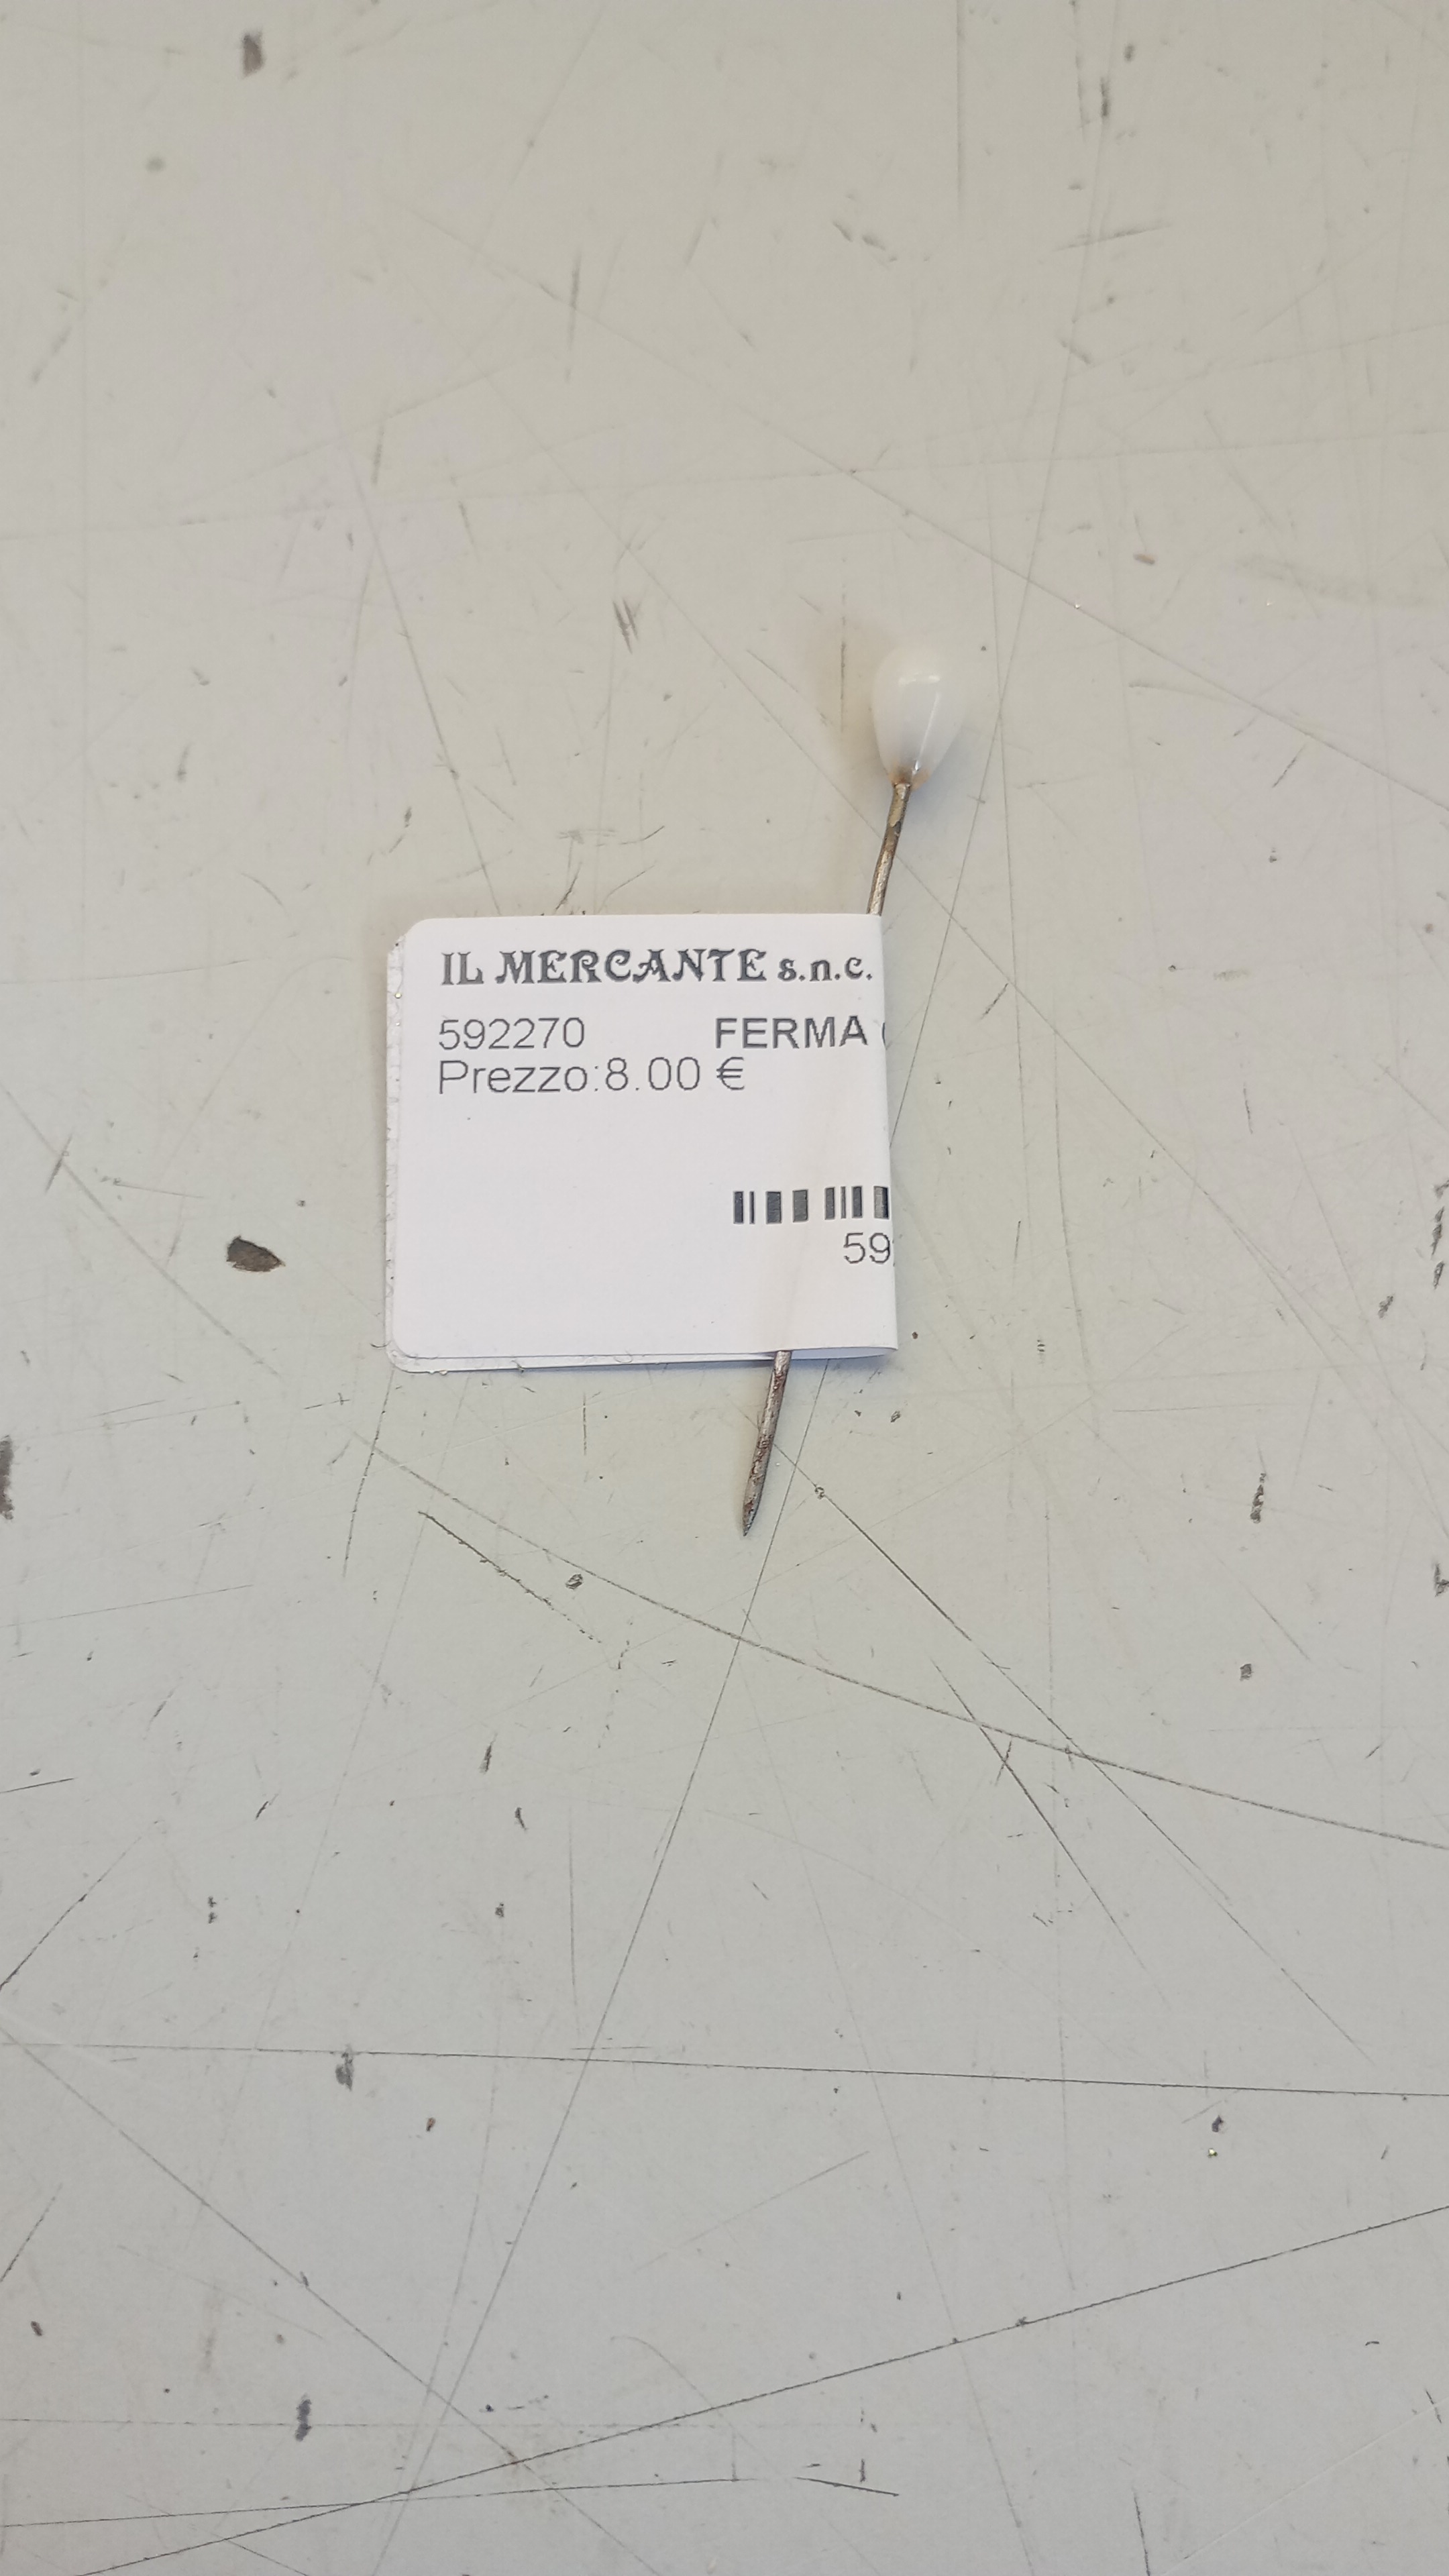 IL MERCANTE s.n.c.
592270 FERMA
Prezzo:8.00 €
59